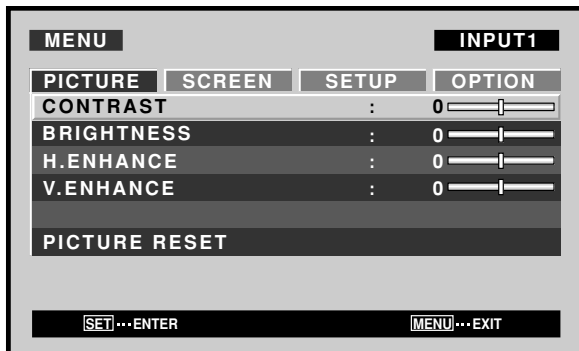 MENU INPUT1
PICTURE SCREEN SETUP OPTION
CONTRAST : 0
BRIGHTNESS : 0
H.ENHANCE : 0
V.ENHANCE : 0
PICTURE RESET
SET···ENTER MENU···EXIT